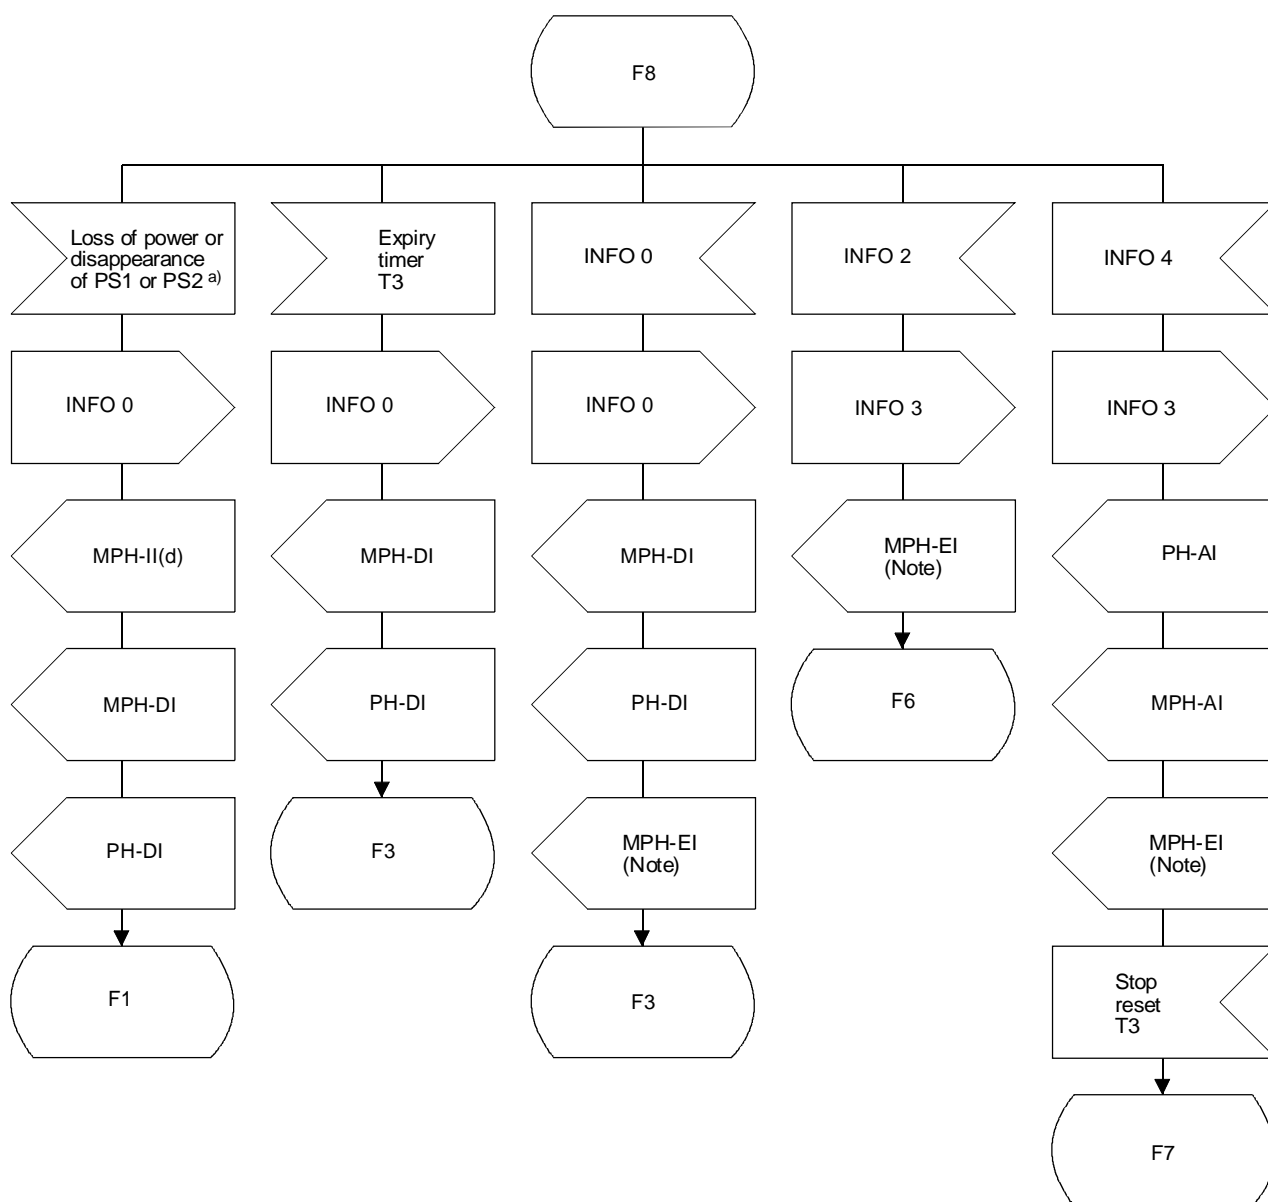 F8
Loss of power or
disappearance
of PS1 or PS2 a)
Expiry
timer
T3
INFO 0
INFO 2
INFO 4
INFO 0
INFO 0
INFO 0
INFO 3
INFO 3
MPH-II(d)
MPH-DI
MPH-DI
MPH-EI
(Note)
PH-AI
MPH-DI
PH-DI
PH-DI
F6
MPH-AI
PH-DI
F3
MPH-EI
(Note)
MPH-EI
(Note)
F1
F3
Stop
reset
T3
F7